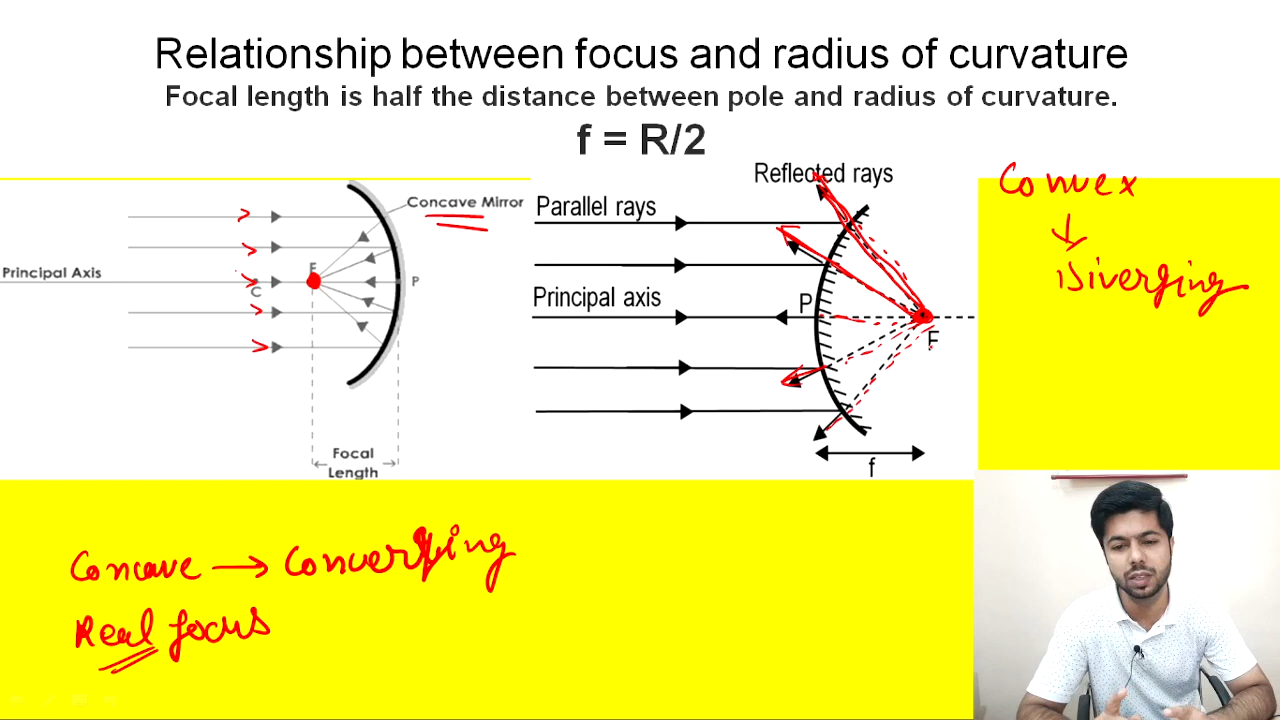 Relationship between focus and radius of curvature
Focal length is half the distance between pole and radius of curvature.
f = R/2
Concave Mirror
Principal Axis
C
F
P
Focal
Length
Reflected rays
Parallel rays
Principal axis
P
F
f
Convex
Diverging
Concave → Converging
Real focus